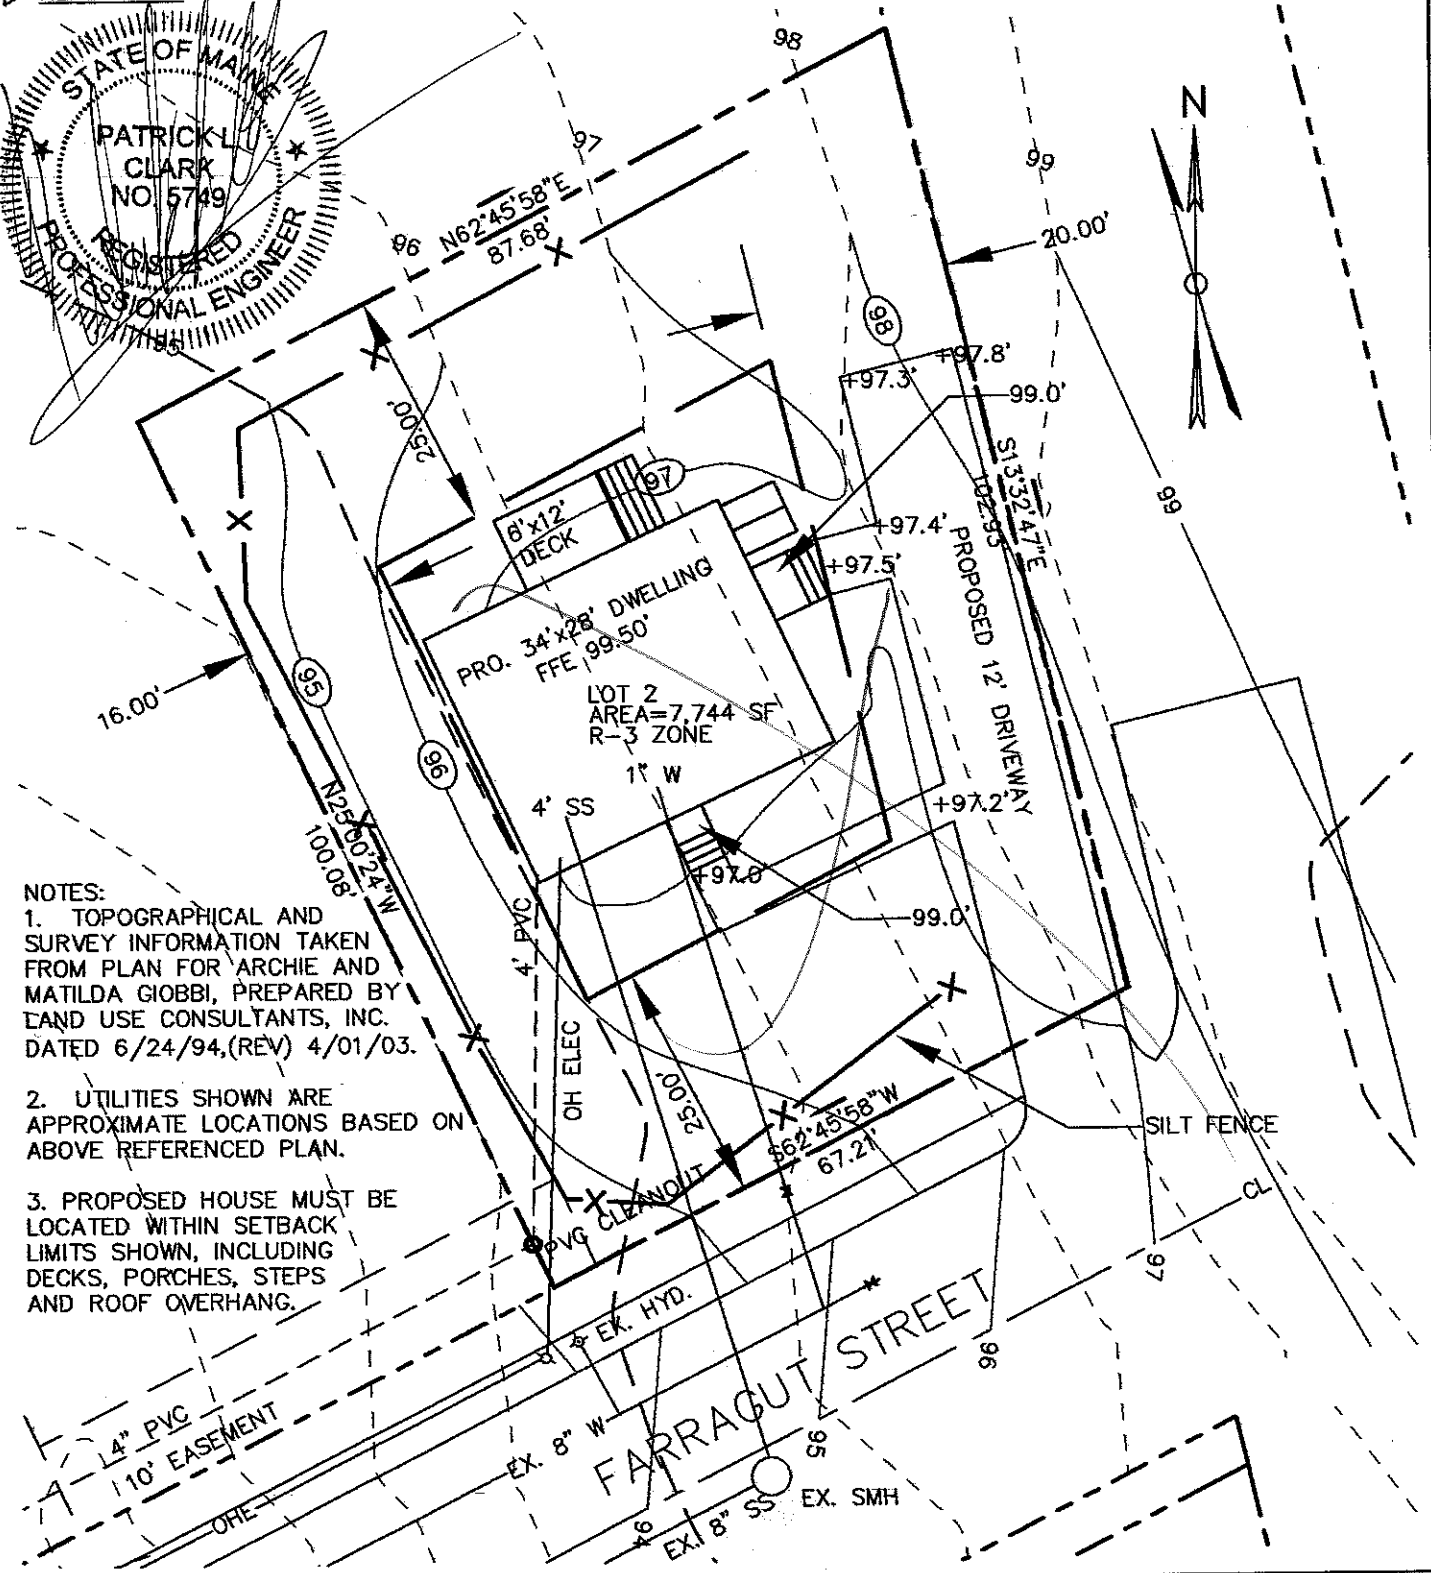 STATE OF MAINE
PATRICK L.
CLARK
NO. 5749
REGISTERED
PROFESSIONAL ENGINEER
98
97
96
95
99
N
N62°45'58"E
87.68'
20.00'
98
+97.8'
+97.3'
99.0'
25.00'
S13°32'47"E
102.93'
99
97
6'x12'
DECK
+97.4'
+97.5'
PROPOSED 12' DRIVEWAY
PRO. 34'x28' DWELLING
FFE 99.50'
LOT 2
AREA=7,744 SF
R-3 ZONE
16.00'
95
96
1" W
4' SS
+97.2'
+97.0'
99.0'
N25°00'24"W
100.08'
4' PVC
OH ELEC
25.00'
S62°45'58"W
67.21'
SILT FENCE
NOTES:
1. TOPOGRAPHICAL AND
SURVEY INFORMATION TAKEN
FROM PLAN FOR ARCHIE AND
MATILDA GIOBBI, PREPARED BY
LAND USE CONSULTANTS, INC.
DATED 6/24/94,(REV) 4/01/03.
2. UTILITIES SHOWN ARE
APPROXIMATE LOCATIONS BASED ON
ABOVE REFERENCED PLAN.
3. PROPOSED HOUSE MUST BE
LOCATED WITHIN SETBACK
LIMITS SHOWN, INCLUDING
DECKS, PORCHES, STEPS
AND ROOF OVERHANG.
PVC CLEANOUT
CL
97
96
95
94
EX. HYD.
FARRAGUT STREET
4" PVC
10' EASEMENT
OHE
EX. 8" W
EX. 8" SS
EX. SMH